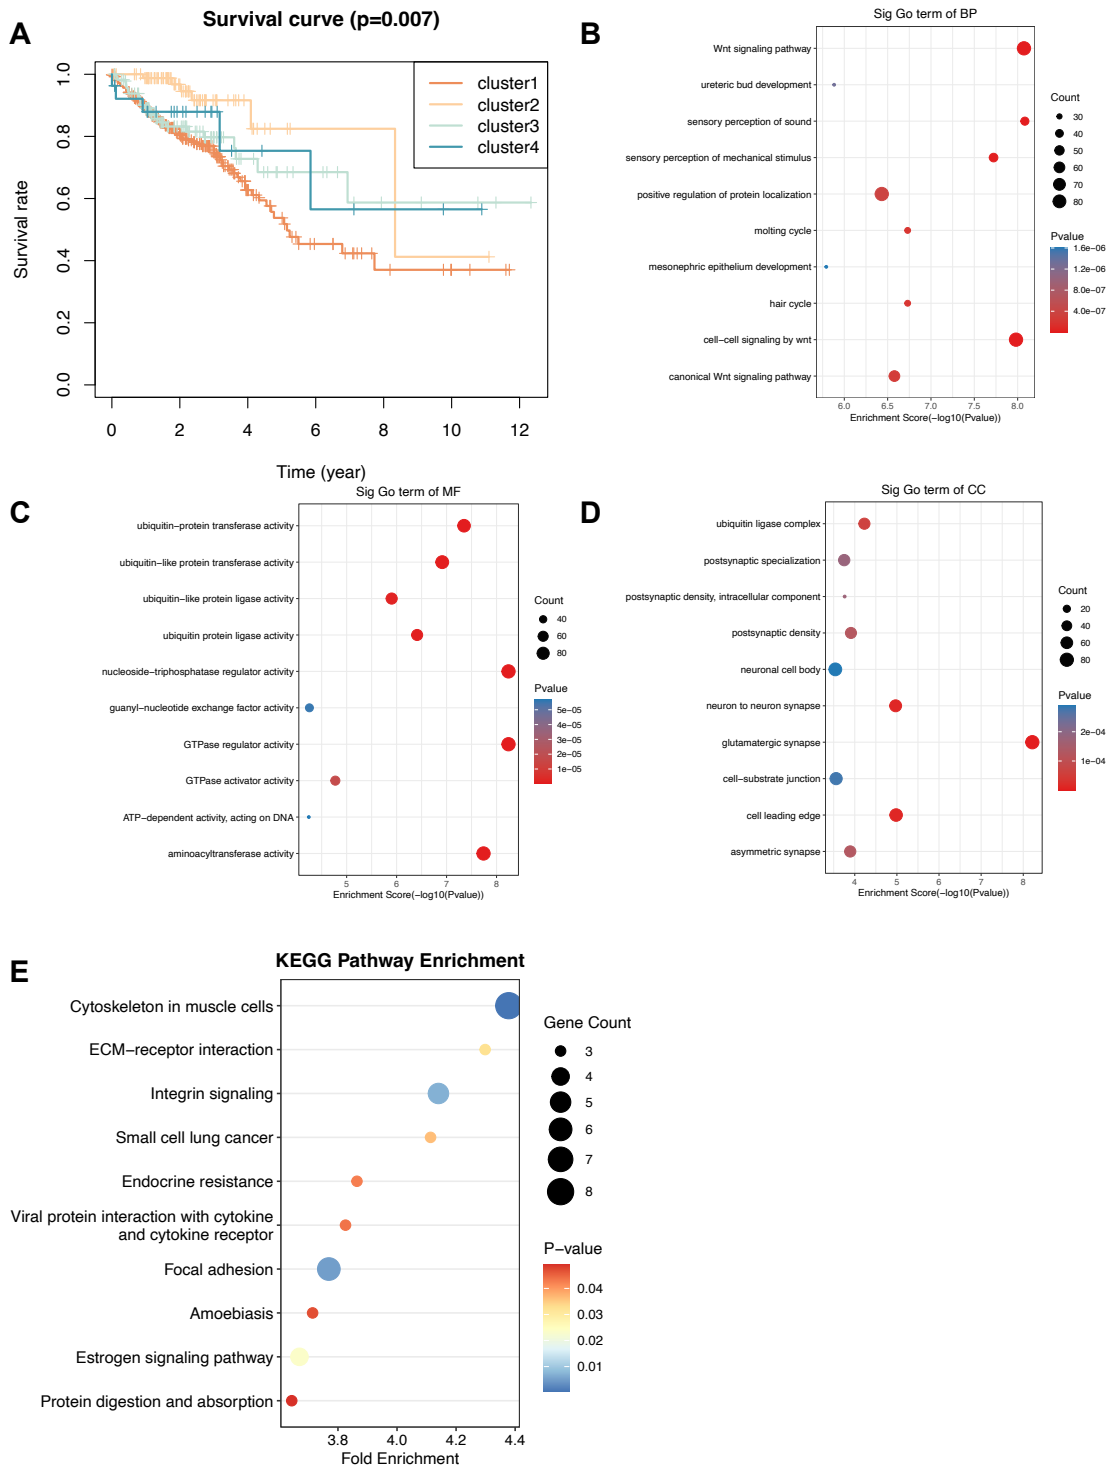 A
Survival curve (p=0.007)
cluster1
cluster2
cluster3
cluster4
Survival rate
1.0
0.8
0.6
0.4
0.2
0.0
0 2 4 6 8 10 12
Time (year)
B
Sig Go term of BP
Wnt signaling pathway
ureteric bud development
sensory perception of sound
sensory perception of mechanical stimulus
positive regulation of protein localization
molting cycle
mesonephric epithelium development
hair cycle
cell−cell signaling by wnt
canonical Wnt signaling pathway
6.0 6.5 7.0 7.5 8.0
Enrichment Score(−log10(Pvalue))
Count
30
40
50
60
70
80
Pvalue
1.6e−06
1.2e−06
8.0e−07
4.0e−07
C
Sig Go term of MF
ubiquitin−protein transferase activity
ubiquitin−like protein transferase activity
ubiquitin−like protein ligase activity
ubiquitin protein ligase activity
nucleoside−triphosphatase regulator activity
guanyl−nucleotide exchange factor activity
GTPase regulator activity
GTPase activator activity
ATP−dependent activity, acting on DNA
aminoacyltransferase activity
5 6 7 8
Enrichment Score(−log10(Pvalue))
Count
40
60
80
Pvalue
5e−05
4e−05
3e−05
2e−05
1e−05
D
Sig Go term of CC
ubiquitin ligase complex
postsynaptic specialization
postsynaptic density, intracellular component
postsynaptic density
neuronal cell body
neuron to neuron synapse
glutamatergic synapse
cell−substrate junction
cell leading edge
asymmetric synapse
4 5 6 7 8
Enrichment Score(−log10(Pvalue))
Count
20
40
60
80
Pvalue
2e−04
1e−04
E
KEGG Pathway Enrichment
Cytoskeleton in muscle cells
ECM−receptor interaction
Integrin signaling
Small cell lung cancer
Endocrine resistance
Viral protein interaction with cytokine
and cytokine receptor
Focal adhesion
Amoebiasis
Estrogen signaling pathway
Protein digestion and absorption
3.8 4.0 4.2 4.4
Fold Enrichment
Gene Count
3
4
5
6
7
8
P−value
0.04
0.03
0.02
0.01